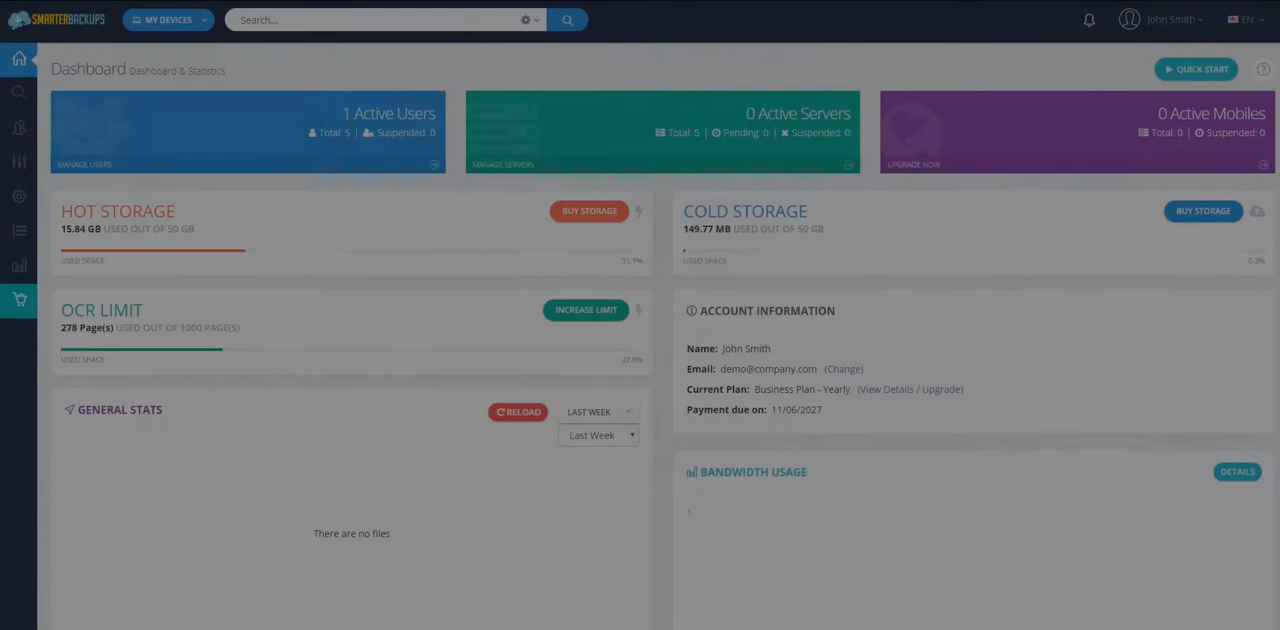 SMARTERBACKUPS MY DEVICES Search... John Smith EN
Dashboard Dashboard & Statistics QUICK START
1 Active Users
Total: 5 | Suspended: 0
MANAGE USERS
0 Active Servers
Total: 5 | Pending: 0 | Suspended: 0
MANAGE SERVERS
0 Active Mobiles
Total: 0 | Suspended: 0
UPGRADE NOW
HOT STORAGE BUY STORAGE
15.84 GB USED OUT OF 50 GB
USED SPACE 31.7%
COLD STORAGE BUY STORAGE
149.77 MB USED OUT OF 50 GB
USED SPACE 0.3%
OCR LIMIT INCREASE LIMIT
278 Page(s) USED OUT OF 1000 PAGE(S)
USED SPACE 27.8%
ACCOUNT INFORMATION
Name: John Smith
Email: demo@company.com (Change)
Current Plan: Business Plan - Yearly (View Details / Upgrade)
Payment due on: 11/06/2027
GENERAL STATS RELOAD LAST WEEK
Last Week
There are no files
BANDWIDTH USAGE DETAILS
1